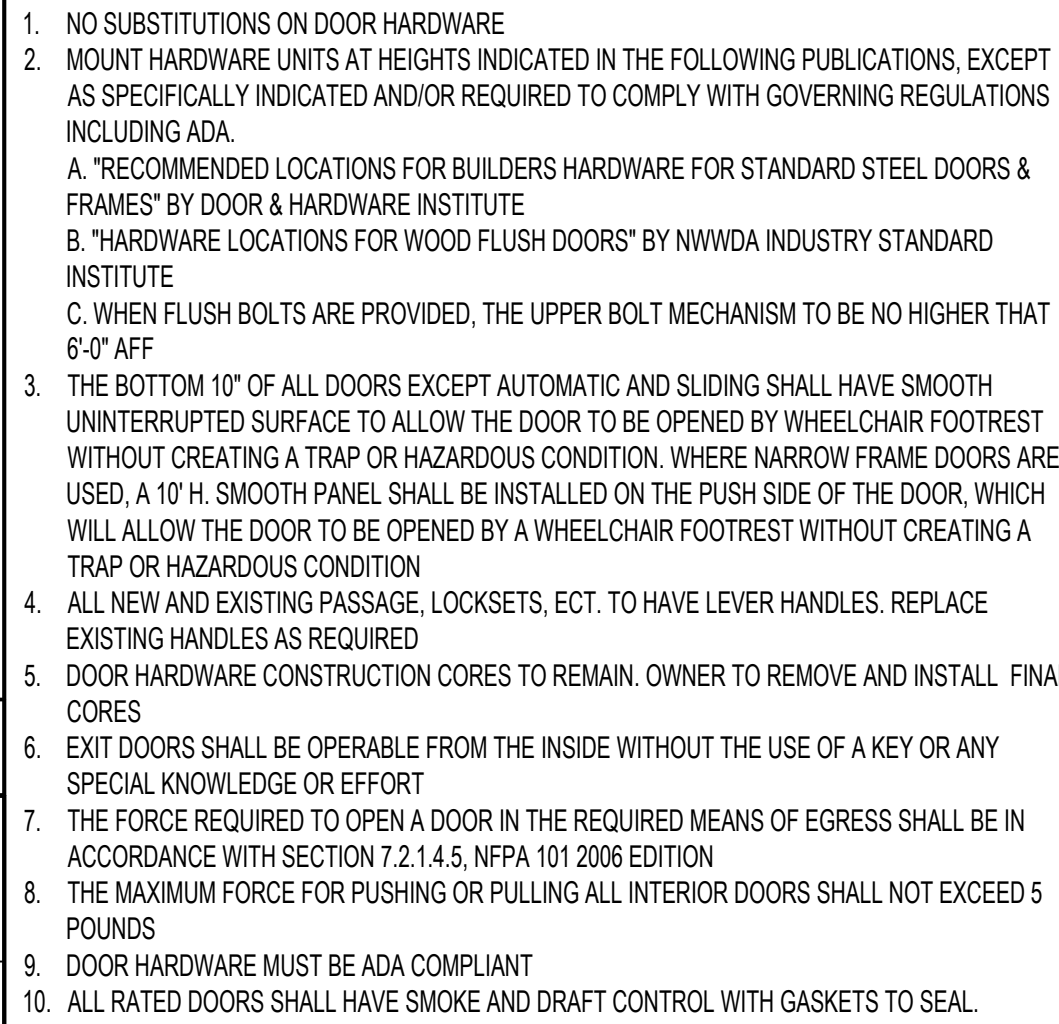 1. NO SUBSTITUTIONS ON DOOR HARDWARE
2. MOUNT HARDWARE UNITS AT HEIGHTS INDICATED IN THE FOLLOWING PUBLICATIONS, EXCEPT
AS SPECIFICALLY INDICATED AND/OR REQUIRED TO COMPLY WITH GOVERNING REGULATIONS
INCLUDING ADA.
A. "RECOMMENDED LOCATIONS FOR BUILDERS HARDWARE FOR STANDARD STEEL DOORS &
FRAMES" BY DOOR & HARDWARE INSTITUTE
B. "HARDWARE LOCATIONS FOR WOOD FLUSH DOORS" BY NWWDA INDUSTRY STANDARD
INSTITUTE
C. WHEN FLUSH BOLTS ARE PROVIDED, THE UPPER BOLT MECHANISM TO BE NO HIGHER THAT
6'-0" AFF
3. THE BOTTOM 10" OF ALL DOORS EXCEPT AUTOMATIC AND SLIDING SHALL HAVE SMOOTH
UNINTERRUPTED SURFACE TO ALLOW THE DOOR TO BE OPENED BY WHEELCHAIR FOOTREST
WITHOUT CREATING A TRAP OR HAZARDOUS CONDITION. WHERE NARROW FRAME DOORS ARE
USED, A 10' H. SMOOTH PANEL SHALL BE INSTALLED ON THE PUSH SIDE OF THE DOOR, WHICH
WILL ALLOW THE DOOR TO BE OPENED BY A WHEELCHAIR FOOTREST WITHOUT CREATING A
TRAP OR HAZARDOUS CONDITION
4. ALL NEW AND EXISTING PASSAGE, LOCKSETS, ECT. TO HAVE LEVER HANDLES. REPLACE
EXISTING HANDLES AS REQUIRED
5. DOOR HARDWARE CONSTRUCTION CORES TO REMAIN. OWNER TO REMOVE AND INSTALL FINA
CORES
6. EXIT DOORS SHALL BE OPERABLE FROM THE INSIDE WITHOUT THE USE OF A KEY OR ANY
SPECIAL KNOWLEDGE OR EFFORT
7. THE FORCE REQUIRED TO OPEN A DOOR IN THE REQUIRED MEANS OF EGRESS SHALL BE IN
ACCORDANCE WITH SECTION 7.2.1.4.5, NFPA 101 2006 EDITION
8. THE MAXIMUM FORCE FOR PUSHING OR PULLING ALL INTERIOR DOORS SHALL NOT EXCEED 5
POUNDS
9. DOOR HARDWARE MUST BE ADA COMPLIANT
10. ALL RATED DOORS SHALL HAVE SMOKE AND DRAFT CONTROL WITH GASKETS TO SEAL.